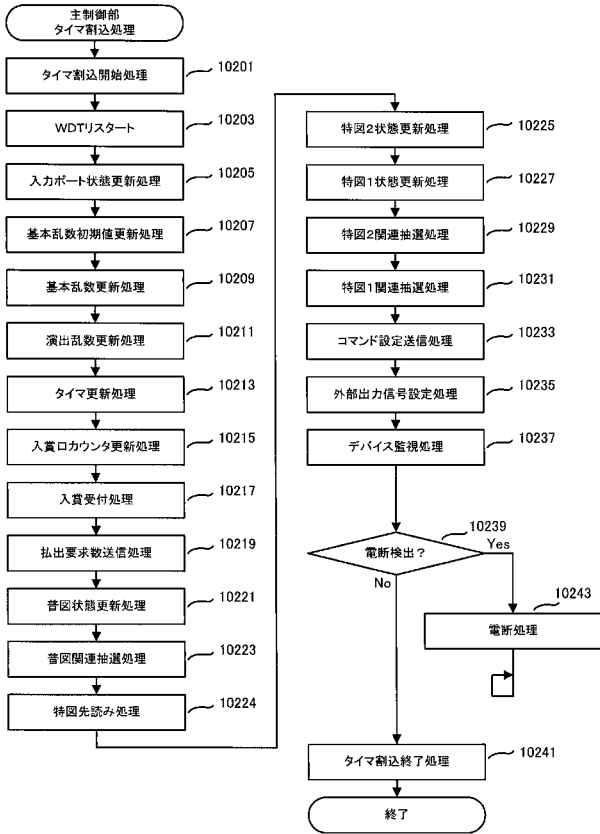 主制御部
タイマ割込処理
タイマ割込開始処理
10201
WDTリスタート
10203
入力ポート状態更新処理
10205
基本乱数初期値更新処理
10207
基本乱数更新処理
10209
演出乱数更新処理
10211
タイマ更新処理
10213
入賞口カウンタ更新処理
10215
入賞受付処理
10217
払出要求数送信処理
10219
普図状態更新処理
10221
普図関連抽選処理
10223
特図先読み処理
10224
特図2状態更新処理
10225
特図1状態更新処理
10227
特図2関連抽選処理
10229
特図1関連抽選処理
10231
コマンド設定送信処理
10233
外部出力信号設定処理
10235
デバイス監視処理
10237
電断検出?
10239
Yes
No
電断処理
10243
タイマ割込終了処理
10241
終了